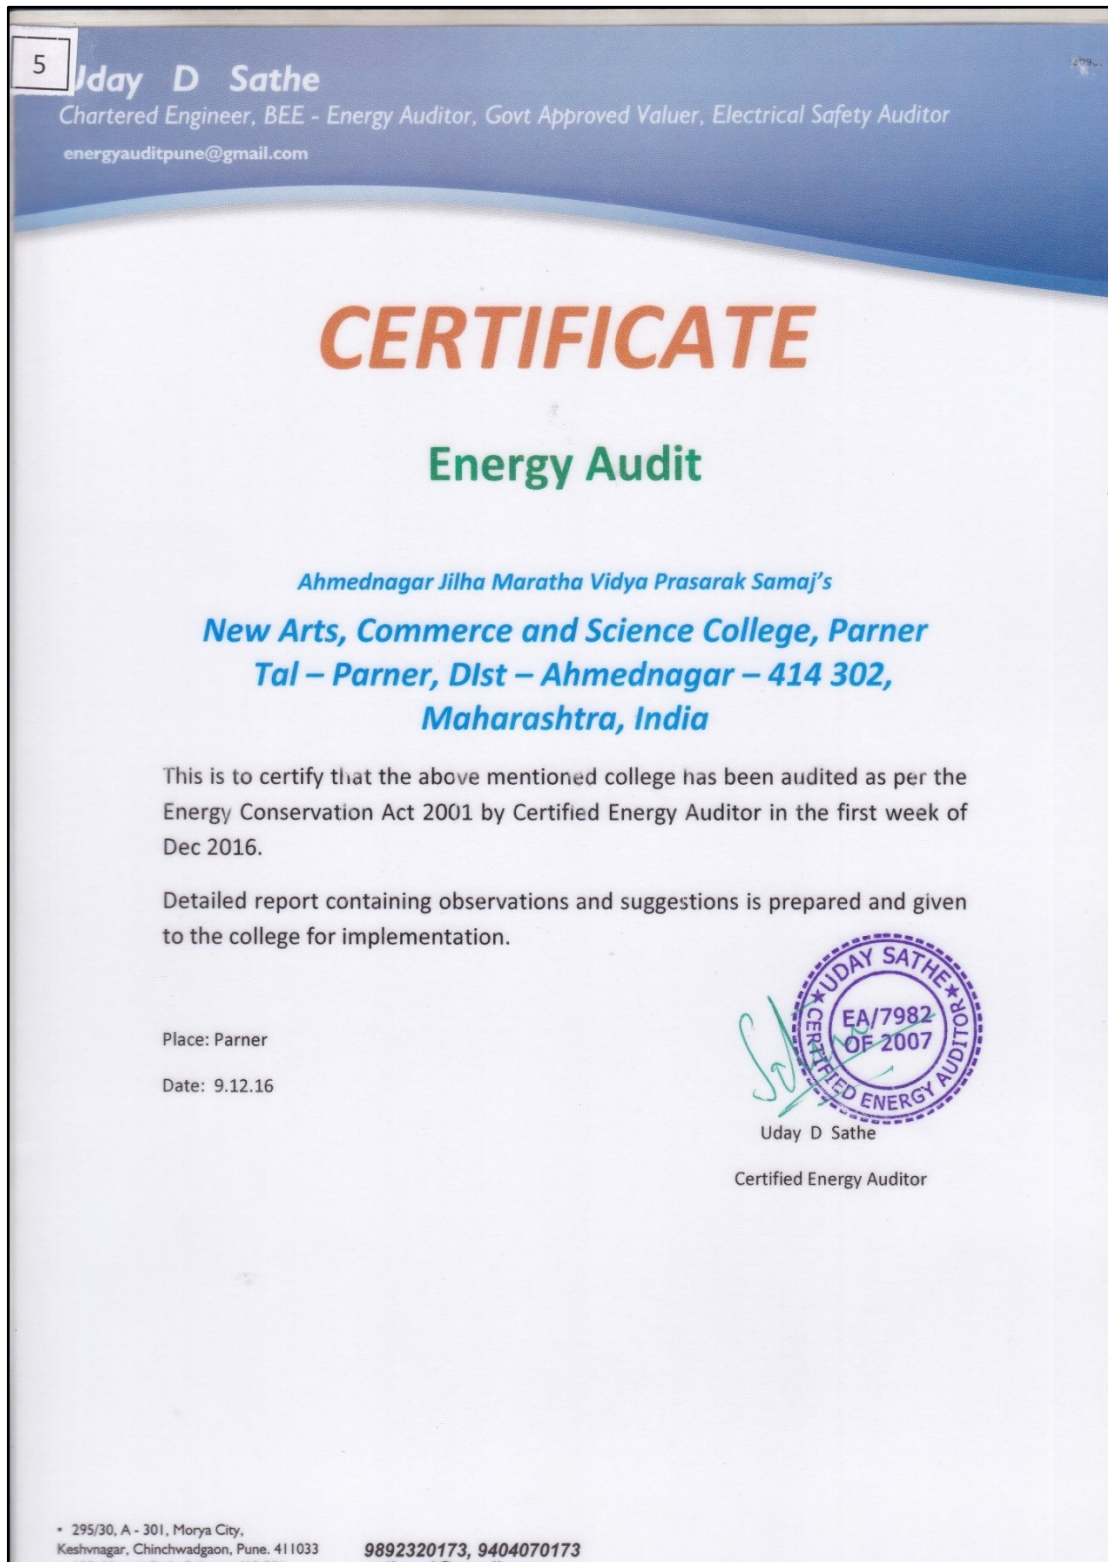 5
Uday D Sathe
Chartered Engineer, BEE - Energy Auditor, Govt Approved Valuer, Electrical Safety Auditor
energyauditpune@gmail.com
CERTIFICATE
Energy Audit
Ahmednagar Jilha Maratha Vidya Prasarak Samaj's
New Arts, Commerce and Science College, Parner
Tal – Parner, DIst – Ahmednagar – 414 302,
Maharashtra, India
This is to certify that the above mentioned college has been audited as per the
Energy Conservation Act 2001 by Certified Energy Auditor in the first week of
Dec 2016.
Detailed report containing observations and suggestions is prepared and given
to the college for implementation.
★ UDAY SATHE ★
CERTIFIED ENERGY AUDITOR
EA/7982
OF 2007
Place: Parner
Date: 9.12.16
Uday D Sathe
Certified Energy Auditor
• 295/30, A - 301, Morya City,
Keshvnagar, Chinchwadgaon, Pune. 411033
9892320173, 9404070173